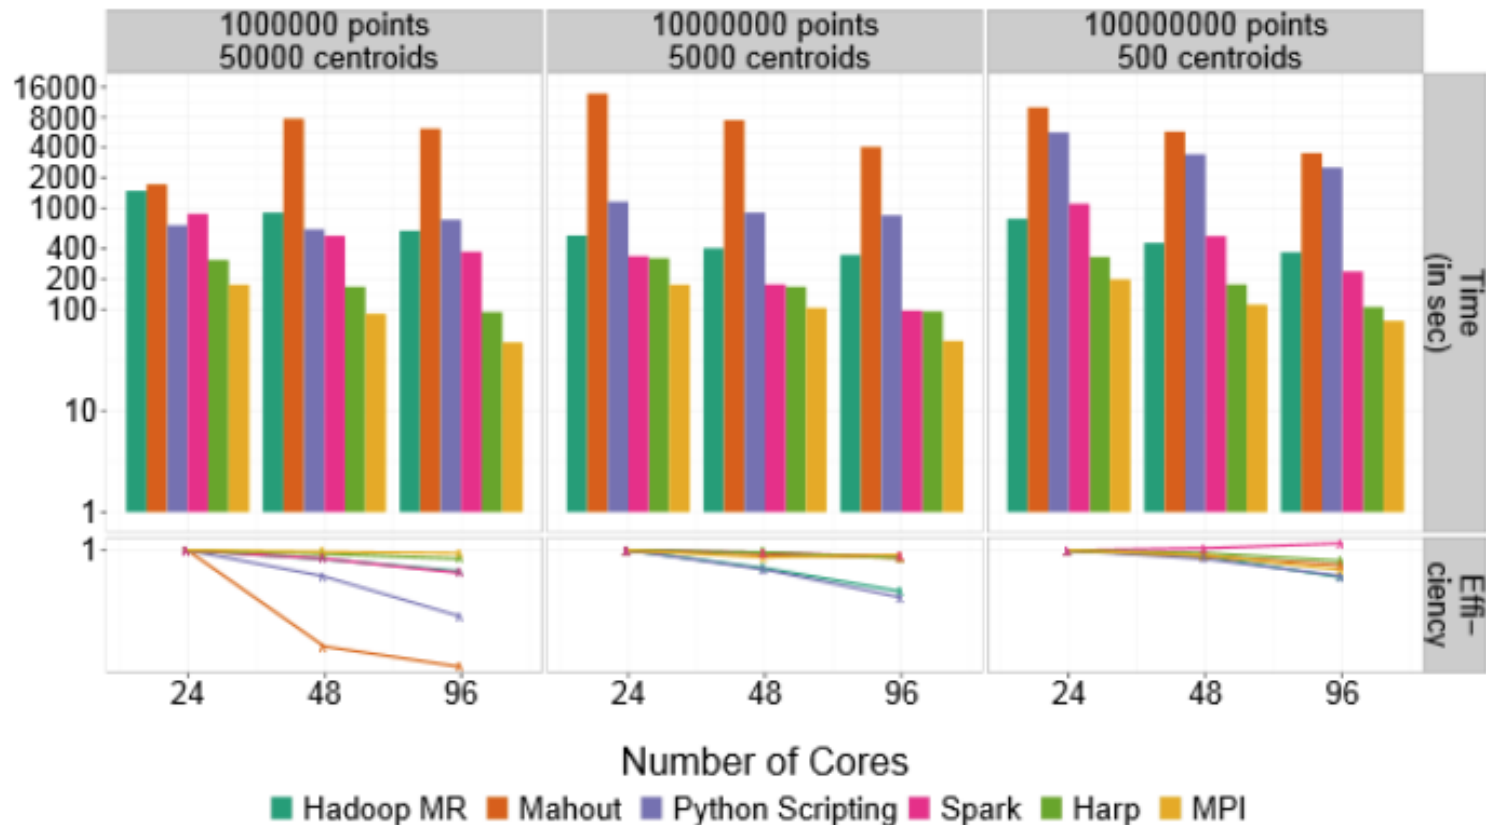 1000000 points
50000 centroids
10000000 points
5000 centroids
100000000 points
500 centroids
16000
8000
4000
2000
1000
400
200
100
10
1
Time
(in sec)
1
Effi-
ciency
24 48 96
24 48 96
24 48 96
Number of Cores
Hadoop MR Mahout Python Scripting Spark Harp MPI